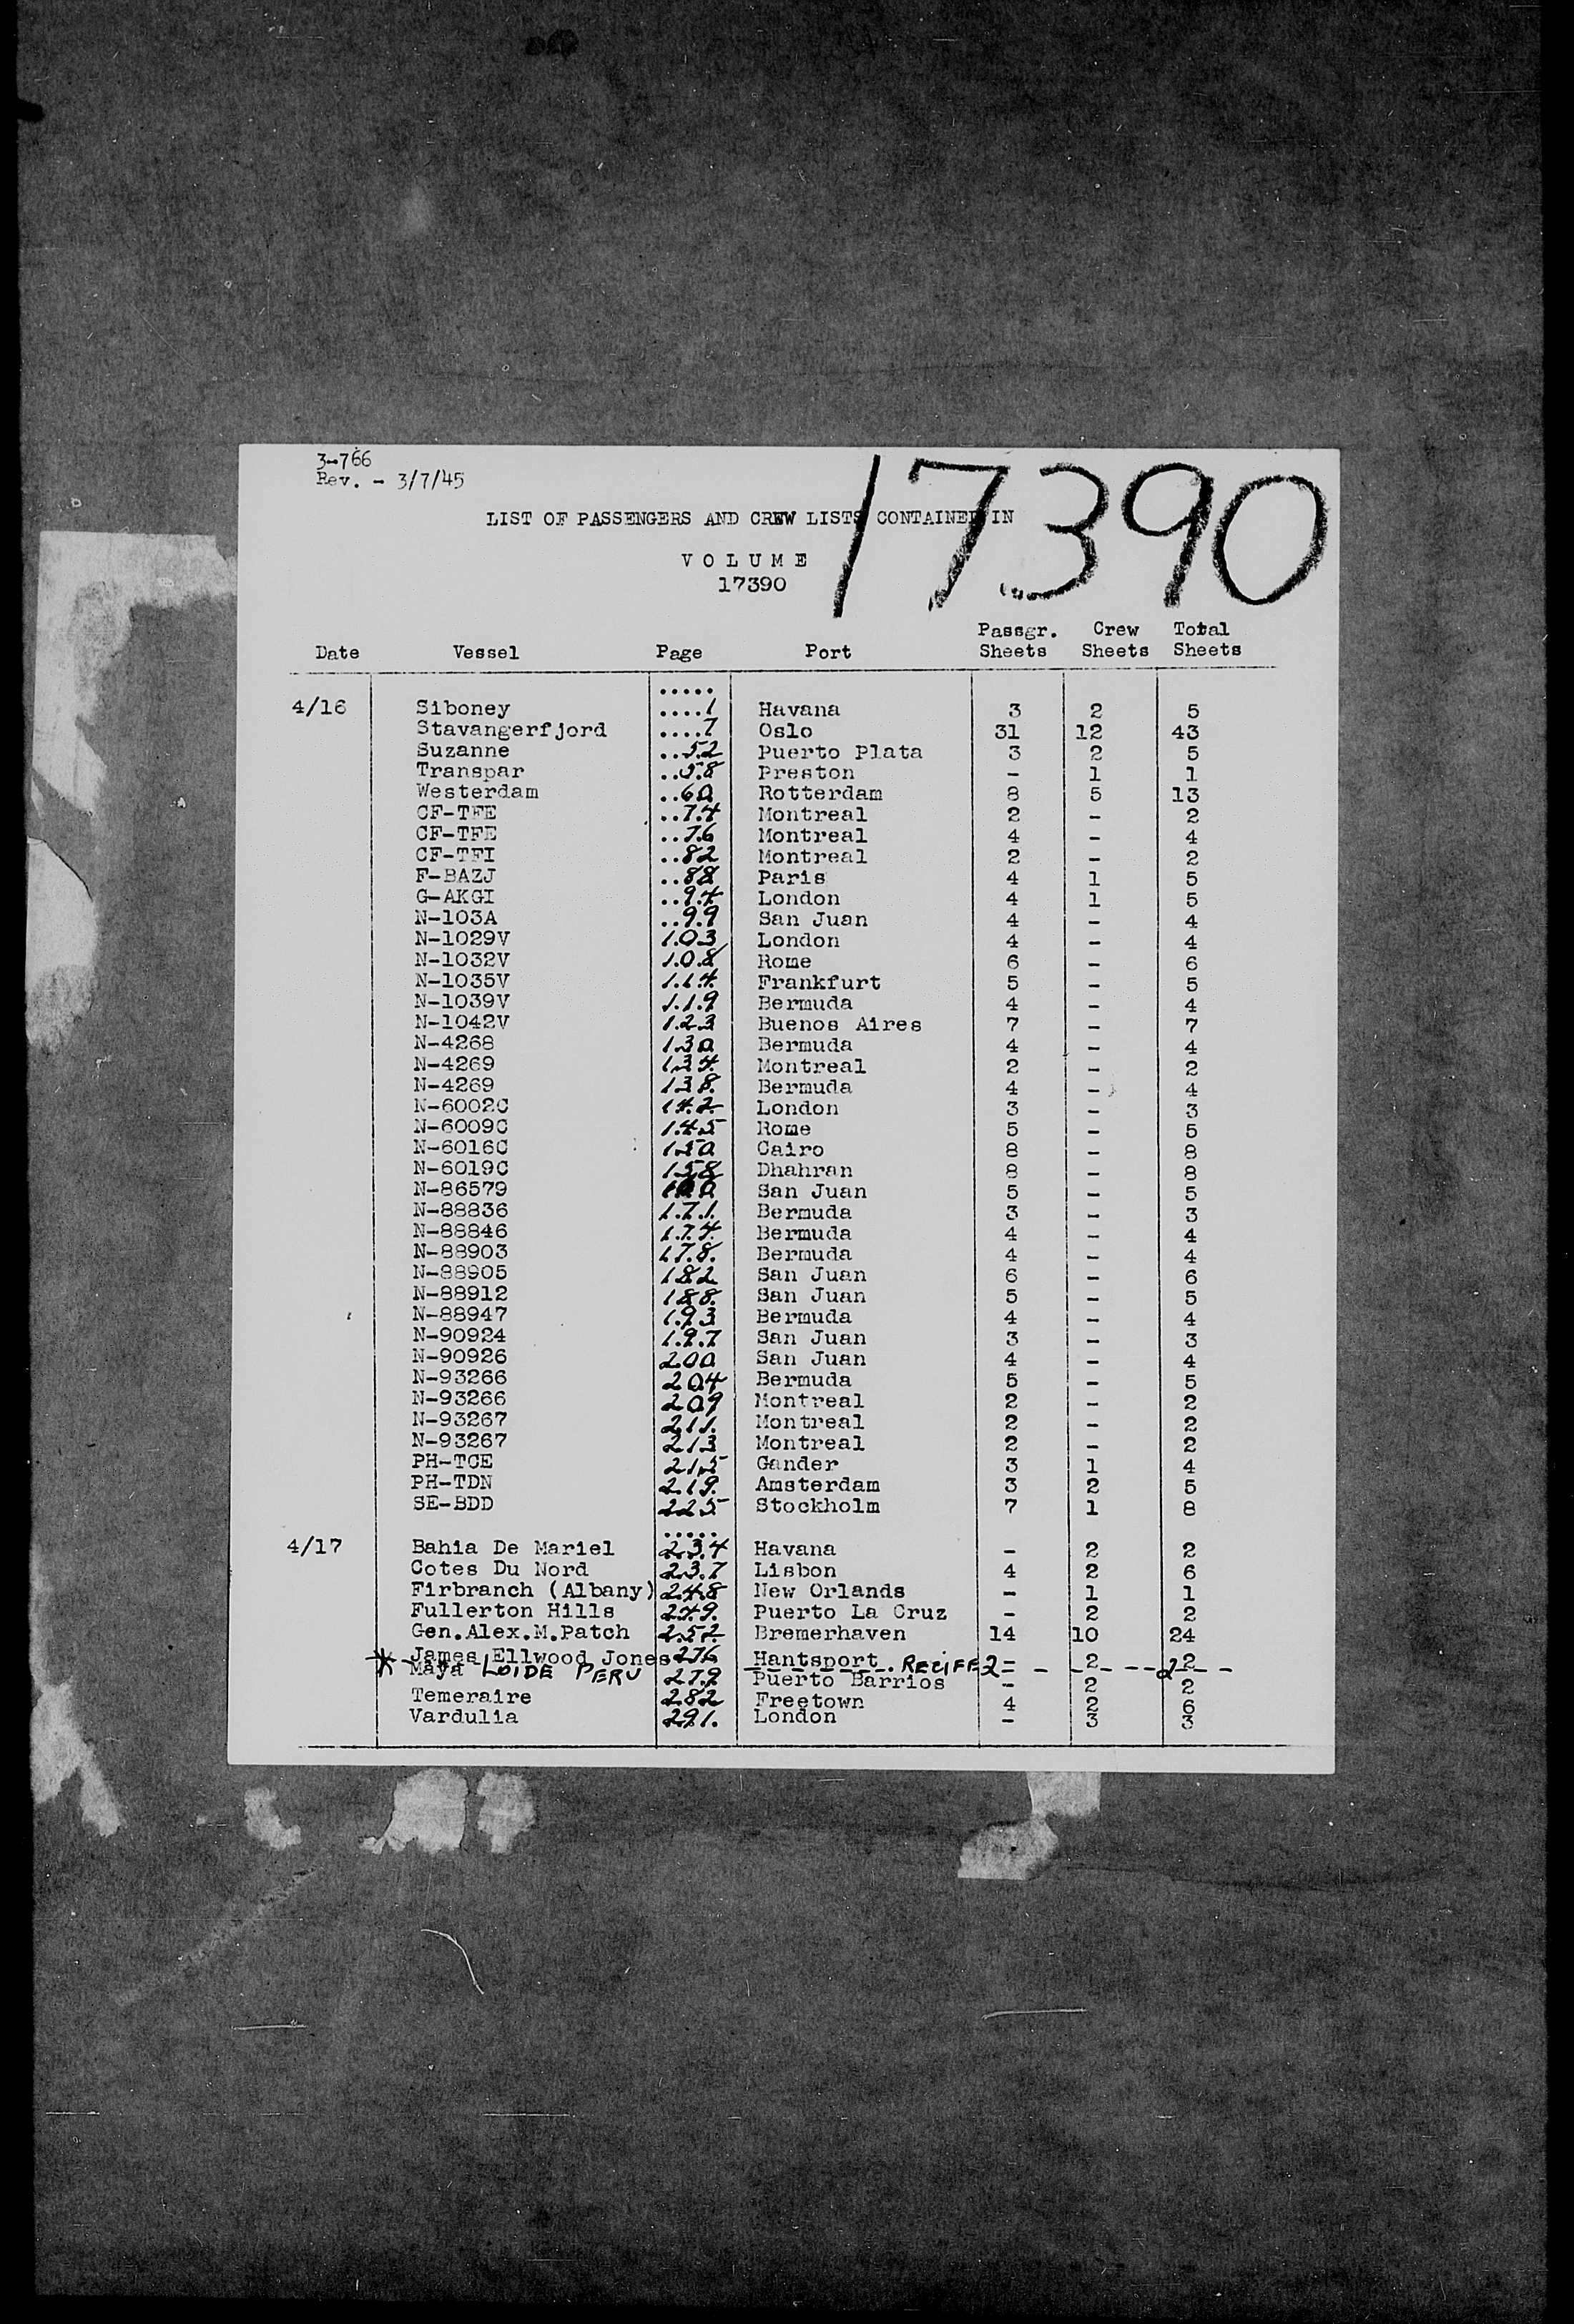 3-766
Rev. - 3/7/45
17390
LIST OF PASSENGERS AND CREW LISTS CONTAINED IN
VOLUME
17390
Date Vessel Page Port Passgr. Sheets Crew Sheets Total Sheets
.....
4/16 Siboney ....1 Havana 3 2 5
Stavangerfjord ....7 Oslo 31 12 43
Suzanne ..52 Puerto Plata 3 2 5
Transpar ..58 Preston - 1 1
Westerdam ..60 Rotterdam 8 5 13
CF-TFE ..74 Montreal 2 - 2
CF-TFE ..76 Montreal 4 - 4
CF-TFI ..82 Montreal 2 - 2
F-BAZJ ..88 Paris 4 1 5
G-AKGI ..94 London 4 1 5
N-103A ..99 San Juan 4 - 4
N-1029V 103 London 4 - 4
N-1032V 108 Rome 6 - 6
N-1035V 114 Frankfurt 5 - 5
N-1039V 119 Bermuda 4 - 4
N-1042V 123 Buenos Aires 7 - 7
N-4268 130 Bermuda 4 - 4
N-4269 134 Montreal 2 - 2
N-4269 138 Bermuda 4 - 4
N-6002C 142 London 3 - 3
N-6009C 145 Rome 5 - 5
N-6016C 150 Cairo 8 - 8
N-6019C 158 Dhahran 8 - 8
N-86579 San Juan 5 - 5
N-88836 171 Bermuda 3 - 3
N-88846 174 Bermuda 4 - 4
N-88903 178 Bermuda 4 - 4
N-88905 182 San Juan 6 - 6
N-88912 188 San Juan 5 - 5
N-88947 193 Bermuda 4 - 4
N-90924 197 San Juan 3 - 3
N-90926 200 San Juan 4 - 4
N-93266 204 Bermuda 5 - 5
N-93266 209 Montreal 2 - 2
N-93267 211 Montreal 2 - 2
N-93267 213 Montreal 2 - 2
PH-TCE 215 Gander 3 1 4
PH-TDN 219 Amsterdam 3 2 5
SE-BDD 225 Stockholm 7 1 8
.....
4/17 Bahia De Mariel 234 Havana - 2 2
Cotes Du Nord 237 Lisbon 4 2 6
Firbranch (Albany) 248 New Orlands - 1 1
Fullerton Hills 249 Puerto La Cruz - 2 2
Gen.Alex.M.Patch 252 Bremerhaven 14 10 24
James Ellwood Jones 276 Hantsport - 2 2
* LOIDE PERU RECIFE 2 - 2
Maya 279 Puerto Barrios - 2 2
Temeraire 282 Freetown 4 2 6
Vardulia 291 London - 3 3